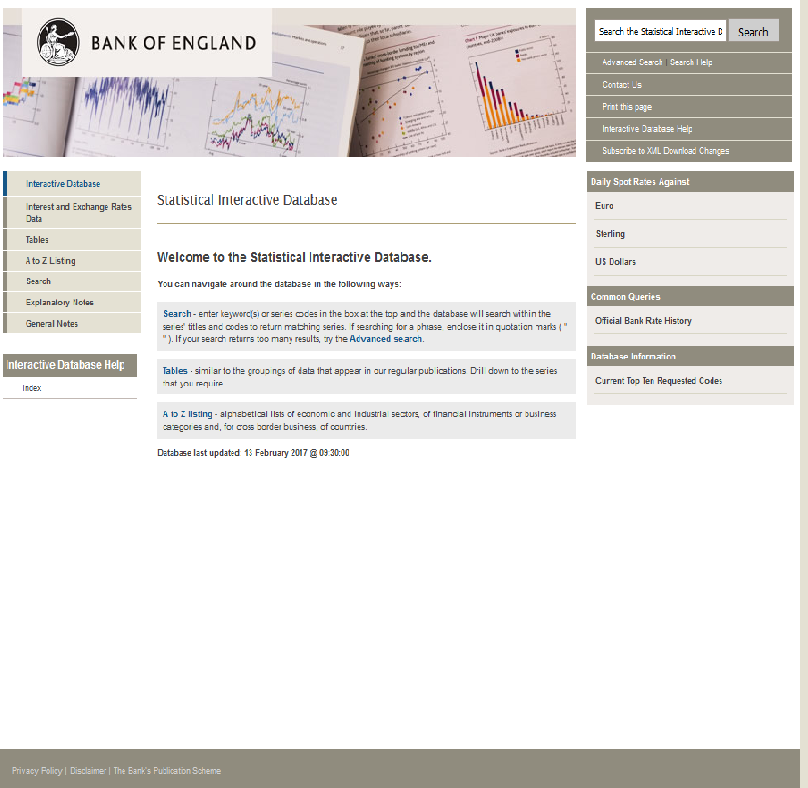 BANK OF ENGLAND
Search the Statistical Interactive D
Search
Advanced Search | Search Help
Contact Us
Print this page
Interactive Database Help
Subscribe to XML Download Changes
Interactive Database
Interest and Exchange Rates
Data
Tables
A to Z Listing
Search
Explanatory Notes
General Notes
Interactive Database Help
Index
Statistical Interactive Database
Welcome to the Statistical Interactive Database.
You can navigate around the database in the following ways:
Search - enter keyword(s) or series codes in the box at the top and the database will search within the
series' titles and codes to return matching series. If searching for a phrase, enclose it in quotation marks ( "
" ). If your search returns too many results, try the Advanced search.
Tables - similar to the groupings of data that appear in our regular publications. Drill down to the series
that you require.
A to Z listing - alphabetical lists of economic and industrial sectors, of financial instruments or business
categories and, for cross border business, of countries.
Database last updated: 13 February 2017 @ 09:30:00
Daily Spot Rates Against
Euro
Sterling
US Dollars
Common Queries
Official Bank Rate History
Database Information
Current Top Ten Requested Codes
Privacy Policy | Disclaimer | The Bank's Publication Scheme